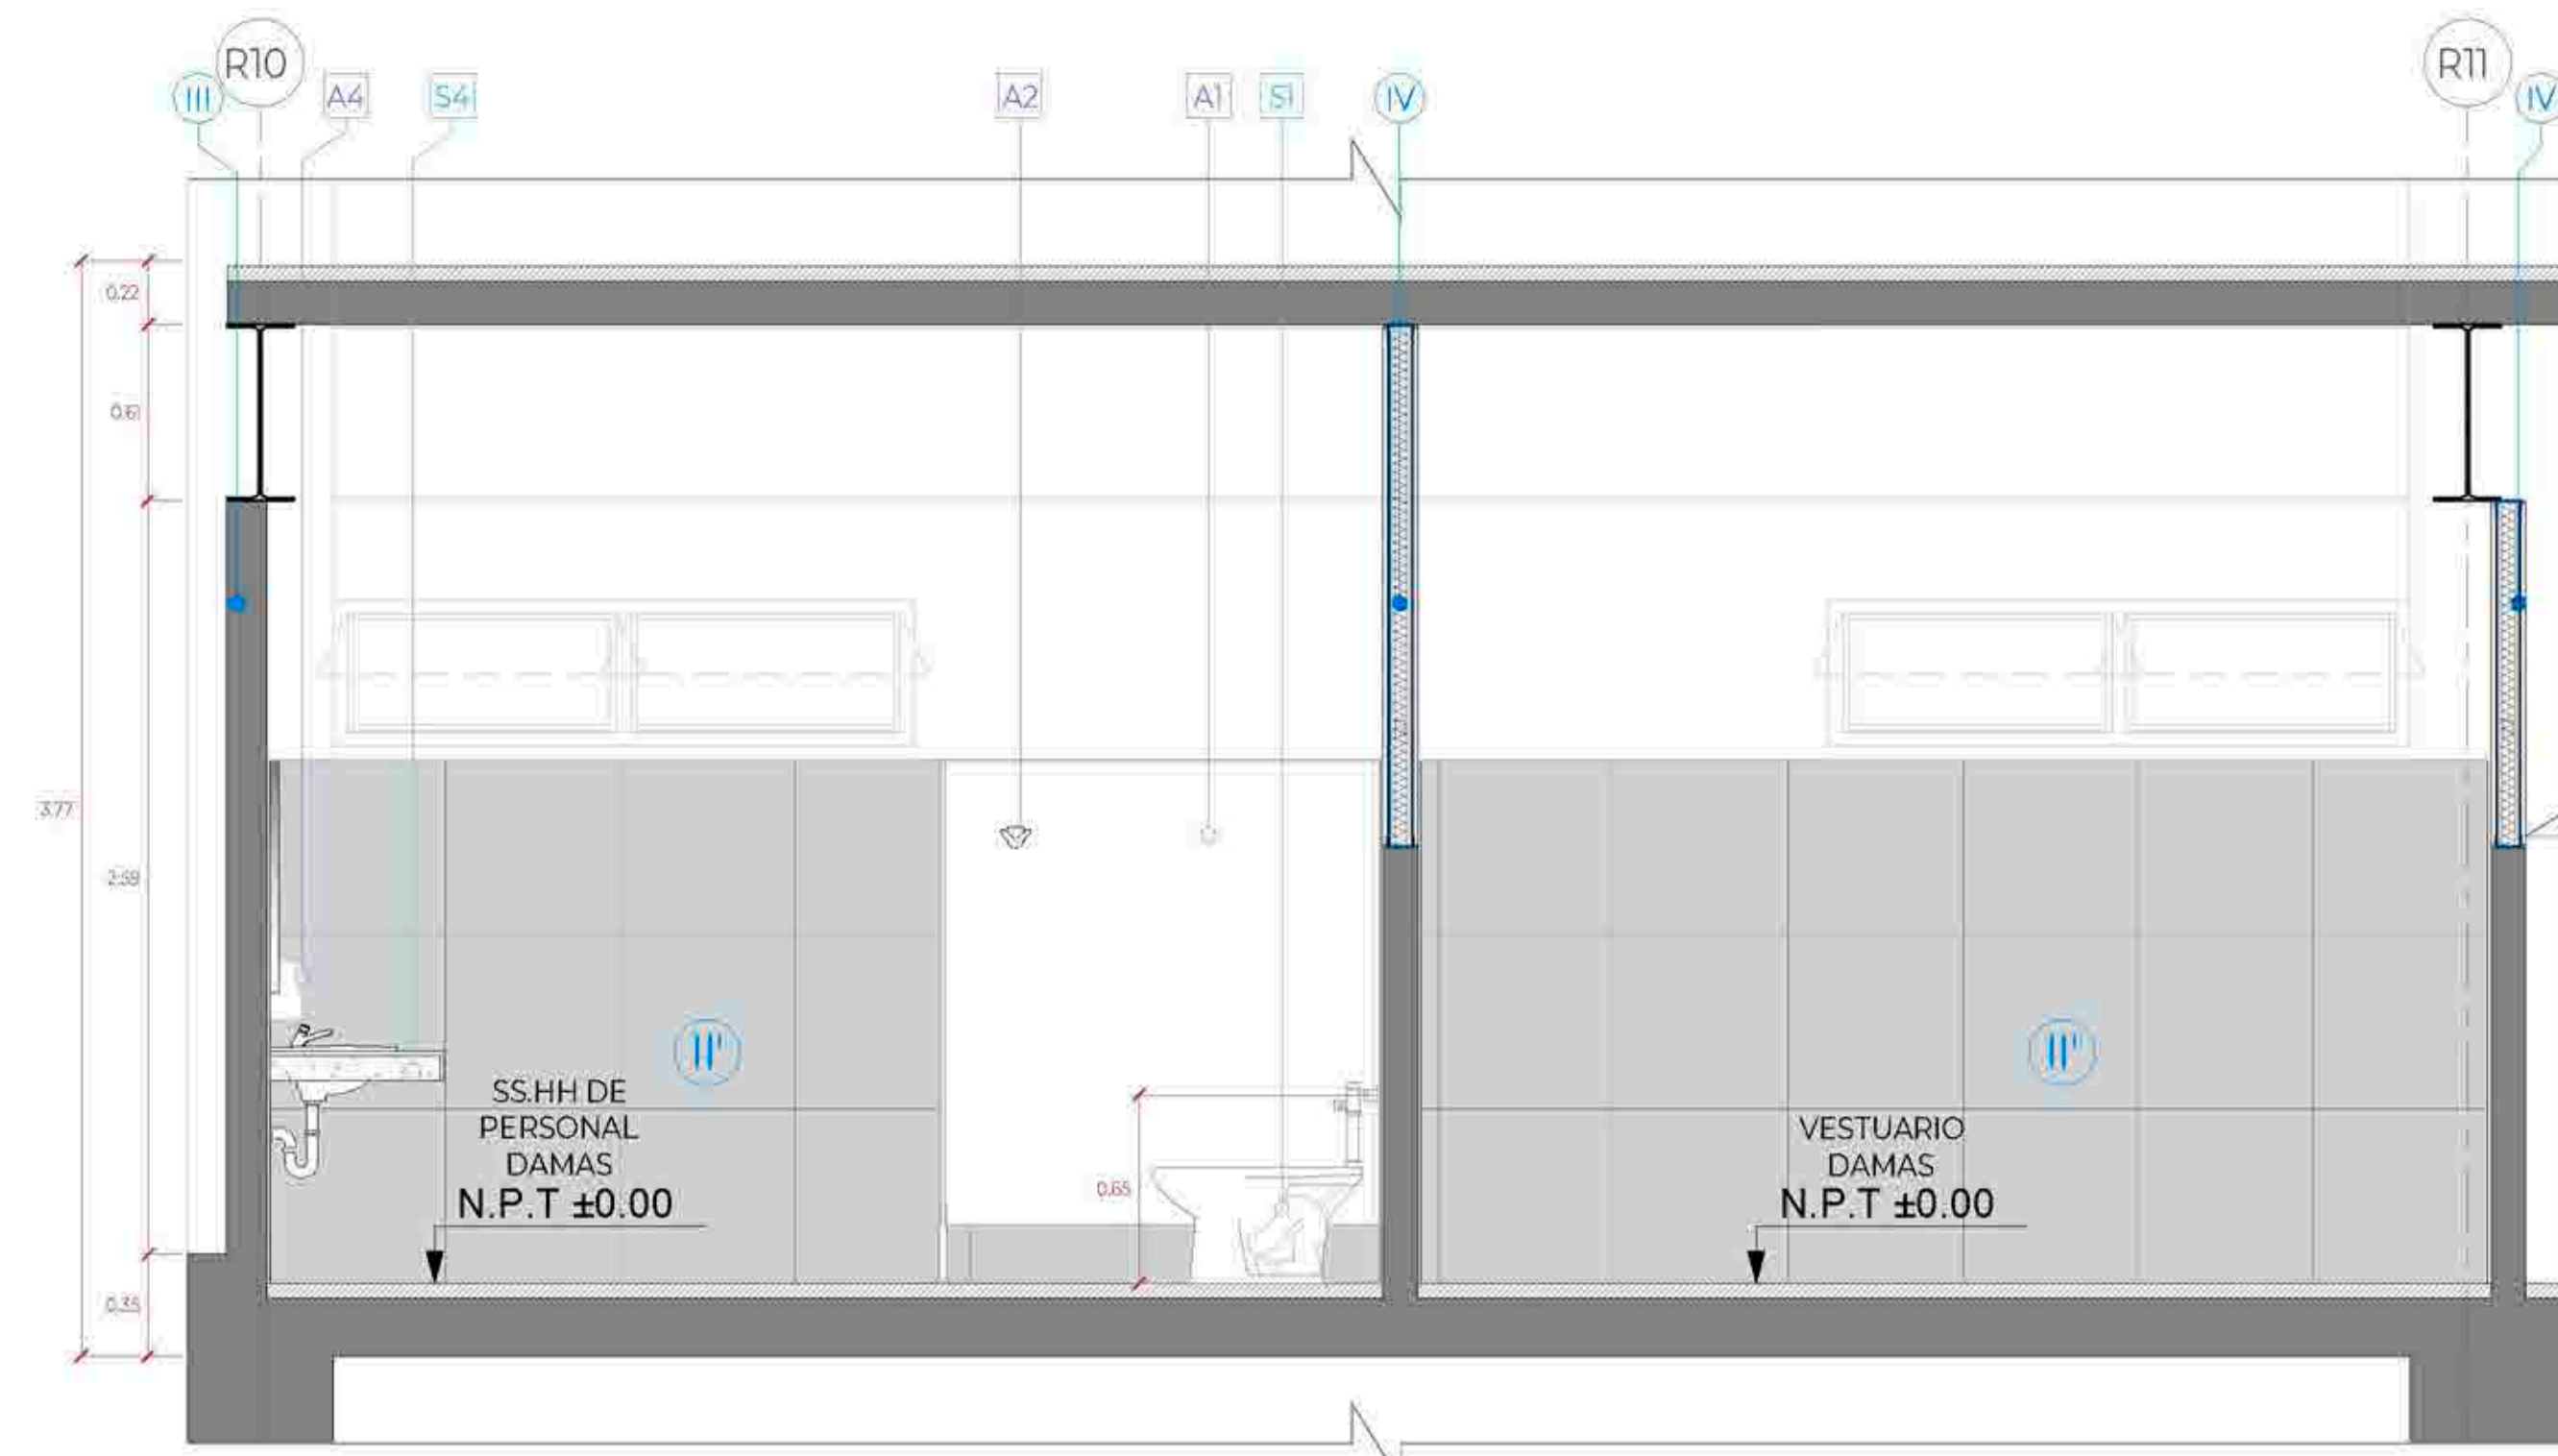 R10
R11
III
A4
S4
A2
A1
S1
IV
IV
0.22
0.61
3.77
2.59
II'
II'
SS.HH DE
PERSONAL
DAMAS
N.P.T ±0.00
VESTUARIO
DAMAS
N.P.T ±0.00
0.65
0.35